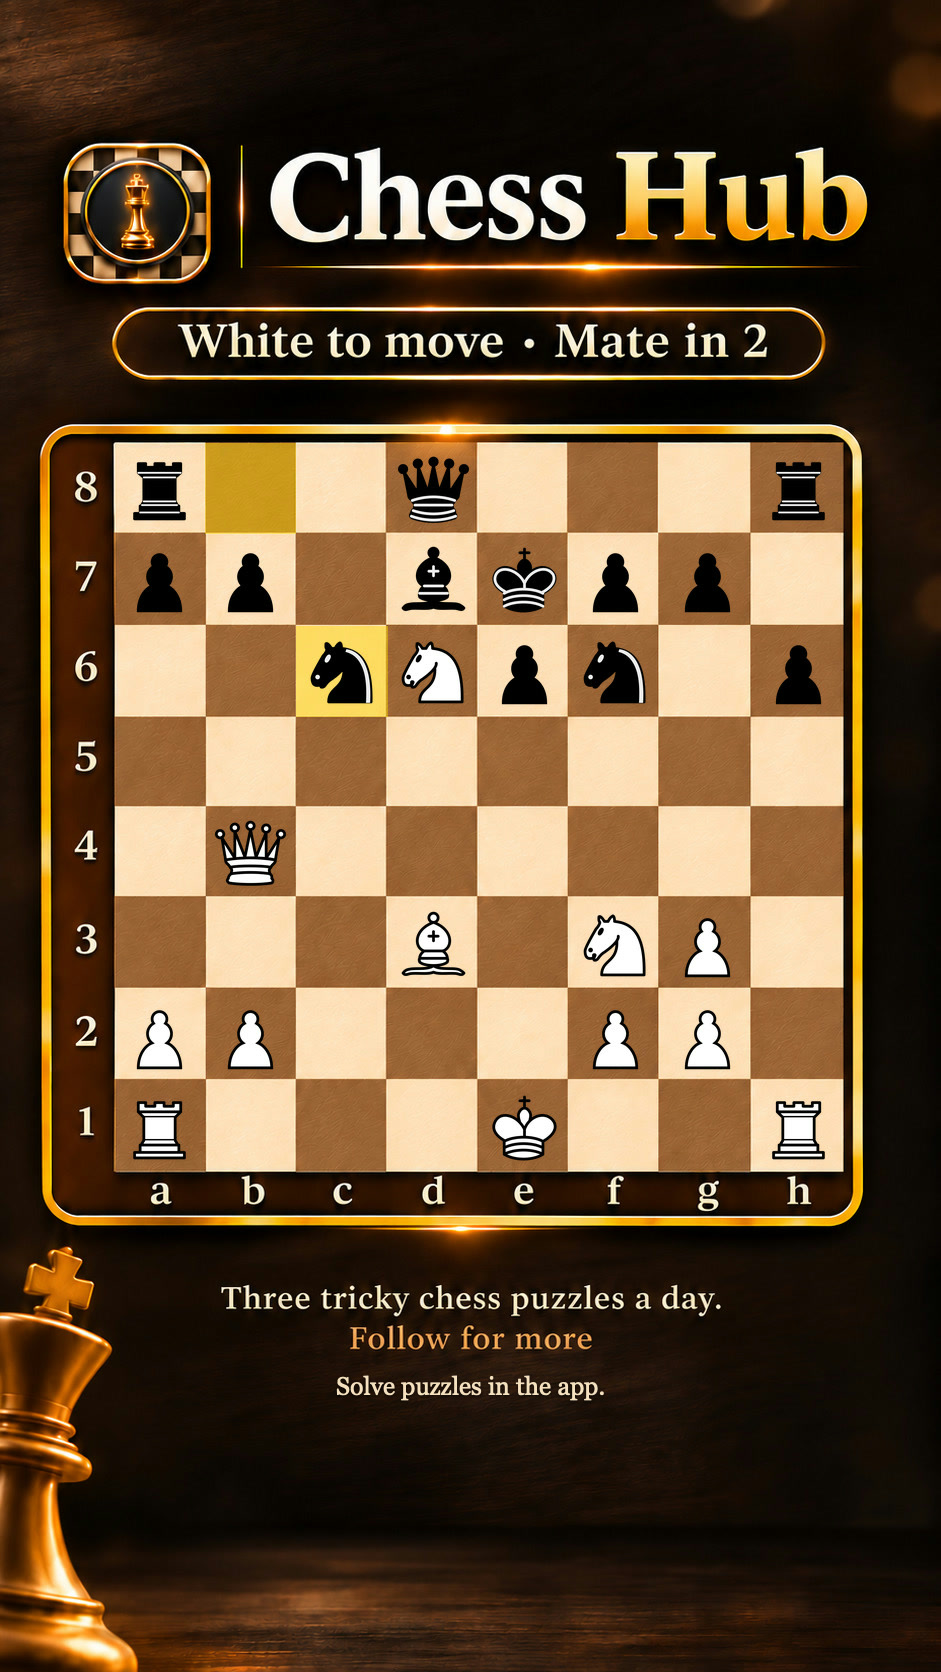 Chess Hub
White to move • Mate in 2
8
7
6
5
4
3
2
1
a b c d e f g h
Three tricky chess puzzles a day.
Follow for more
Solve puzzles in the app.